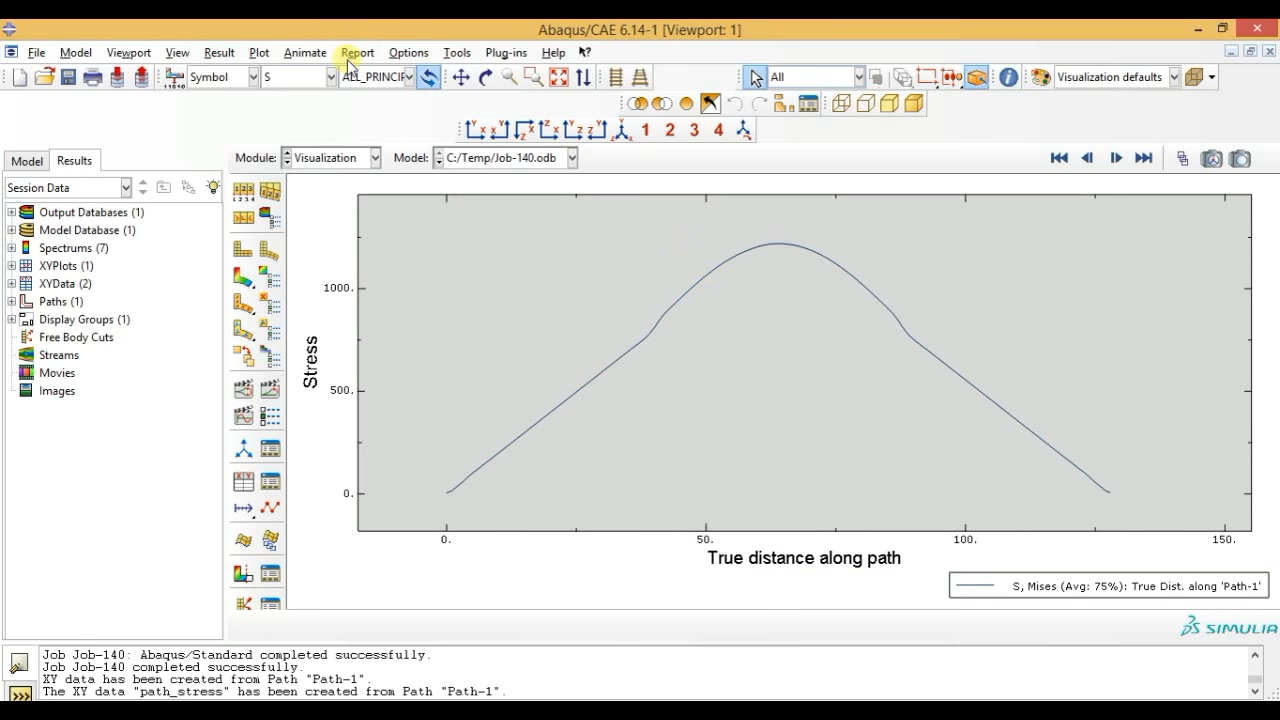 Abaqus/CAE 6.14-1 [Viewport: 1]
File Model Viewport View Result Plot Animate Report Options Tools Plug-ins Help
Symbol S ALL_PRINCIP All Visualization defaults
1 2 3 4
Model Results Module: Visualization Model: C:/Temp/Job-140.odb
Session Data
Output Databases (1)
Model Database (1)
Spectrums (7)
XYPlots (1)
XYData (2)
Paths (1)
Display Groups (1)
Free Body Cuts
Streams
Movies
Images
1000.
500.
0.
Stress
0. 50. 100. 150.
True distance along path
S, Mises (Avg: 75%): True Dist. along 'Path-1'
SIMULIA
Job Job-140: Abaqus/Standard completed successfully.
Job Job-140 completed successfully.
XY data has been created from Path "Path-1".
The XY data "path_stress" has been created from Path "Path-1".
>>>